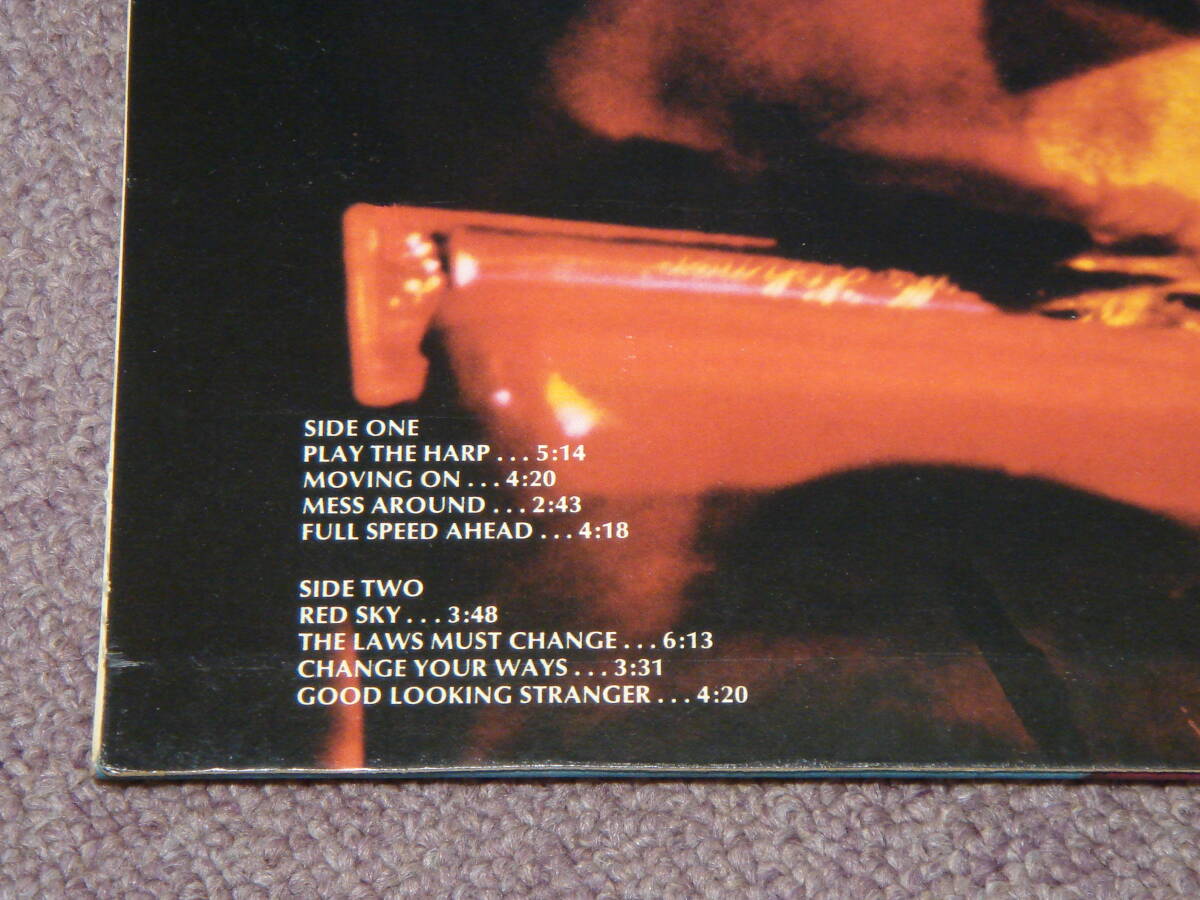 SIDE ONE
PLAY THE HARP . . . 5:14
MOVING ON . . . 4:20
MESS AROUND . . . 2:43
FULL SPEED AHEAD . . . 4:18
SIDE TWO
RED SKY . . . 3:48
THE LAWS MUST CHANGE . . . 6:13
CHANGE YOUR WAYS . . . 3:31
GOOD LOOKING STRANGER . . . 4:20